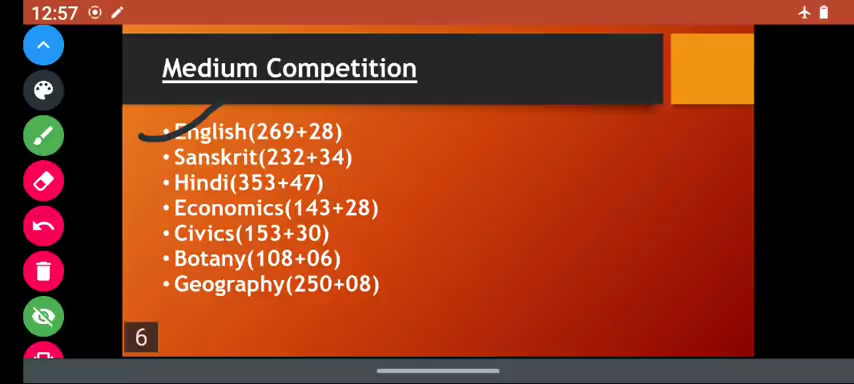 12:57
Medium Competition
• English(269+28)
• Sanskrit(232+34)
• Hindi(353+47)
• Economics(143+28)
• Civics(153+30)
• Botany(108+06)
• Geography(250+08)
6